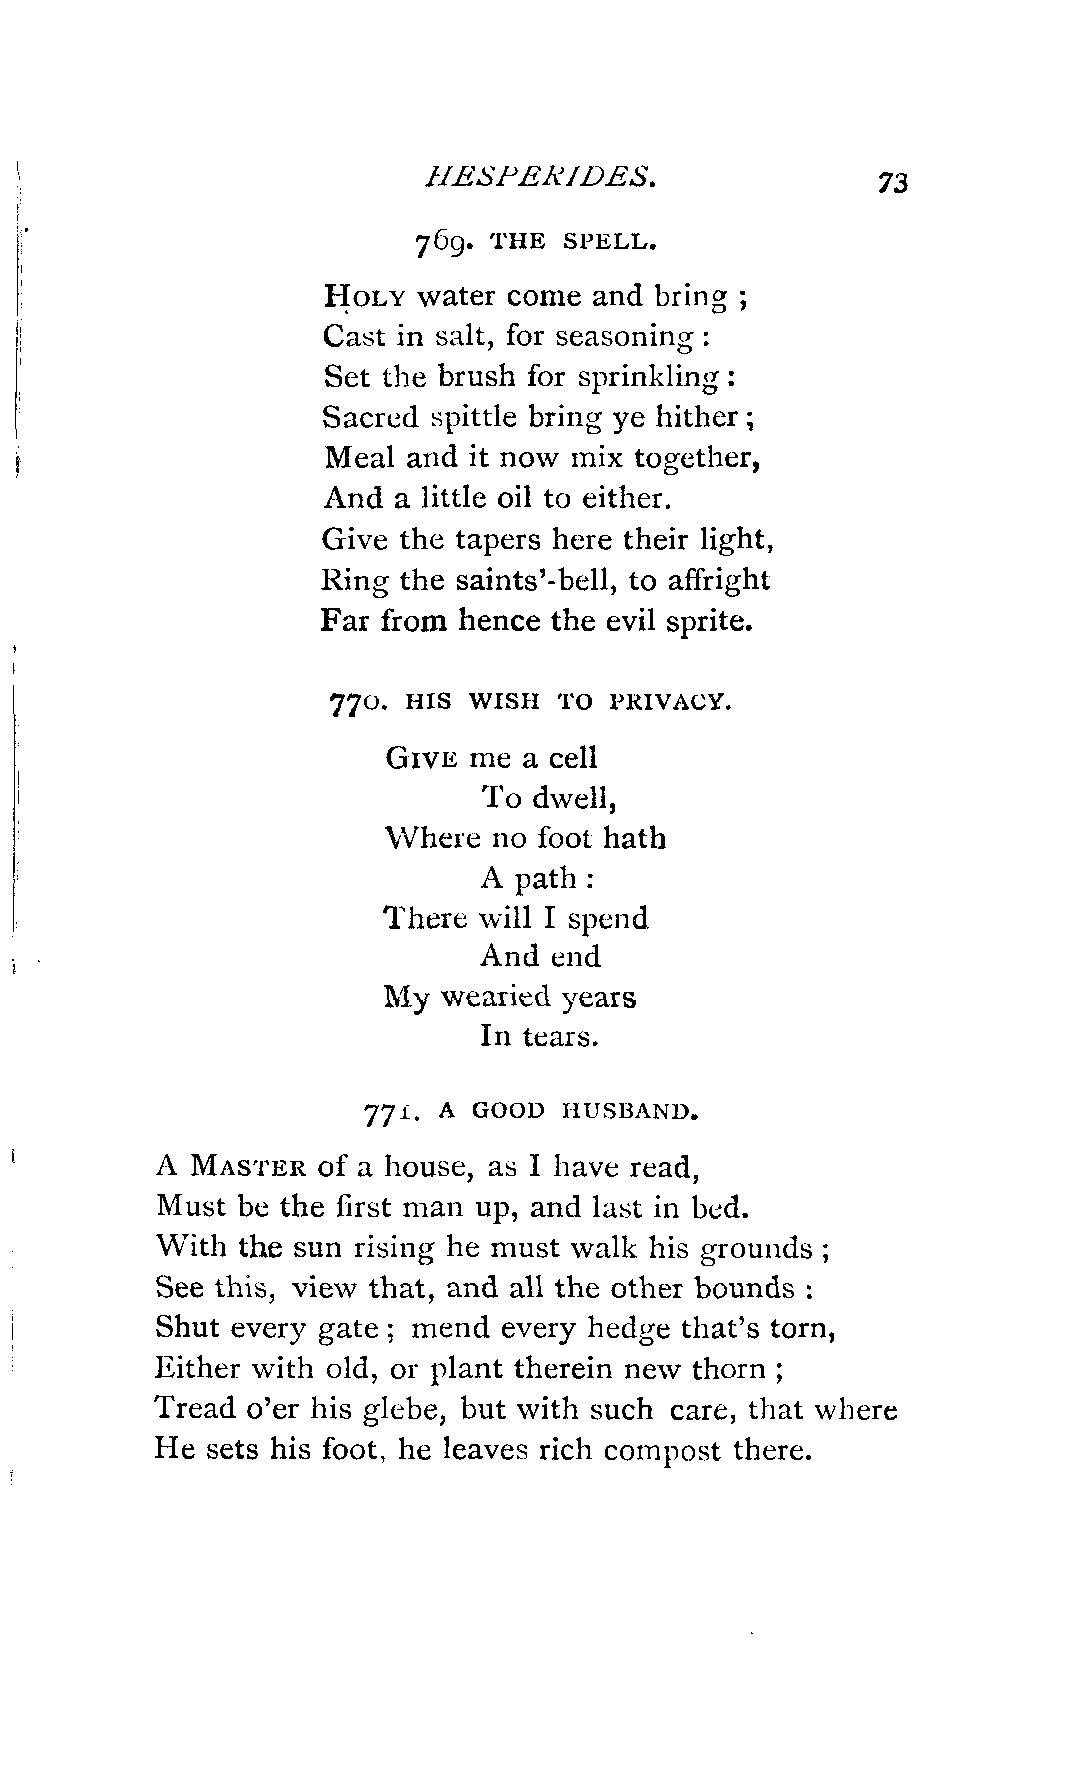 HESPERIDES. 73
769. THE SPELL.
HOLY water come and bring ;
Cast in salt, for seasoning :
Set the brush for sprinkling :
Sacred spittle bring ye hither ;
Meal and it now mix together,
And a little oil to either.
Give the tapers here their light,
Ring the saints'-bell, to affright
Far from hence the evil sprite.
770. HIS WISH TO PRIVACY.
GIVE me a cell
To dwell,
Where no foot hath
A path :
There will I spend
And end
My wearied years
In tears.
771. A GOOD HUSBAND.
A MASTER of a house, as I have read,
Must be the first man up, and last in bed.
With the sun rising he must walk his grounds ;
See this, view that, and all the other bounds :
Shut every gate ; mend every hedge that's torn,
Either with old, or plant therein new thorn ;
Tread o'er his glebe, but with such care, that where
He sets his foot, he leaves rich compost there.